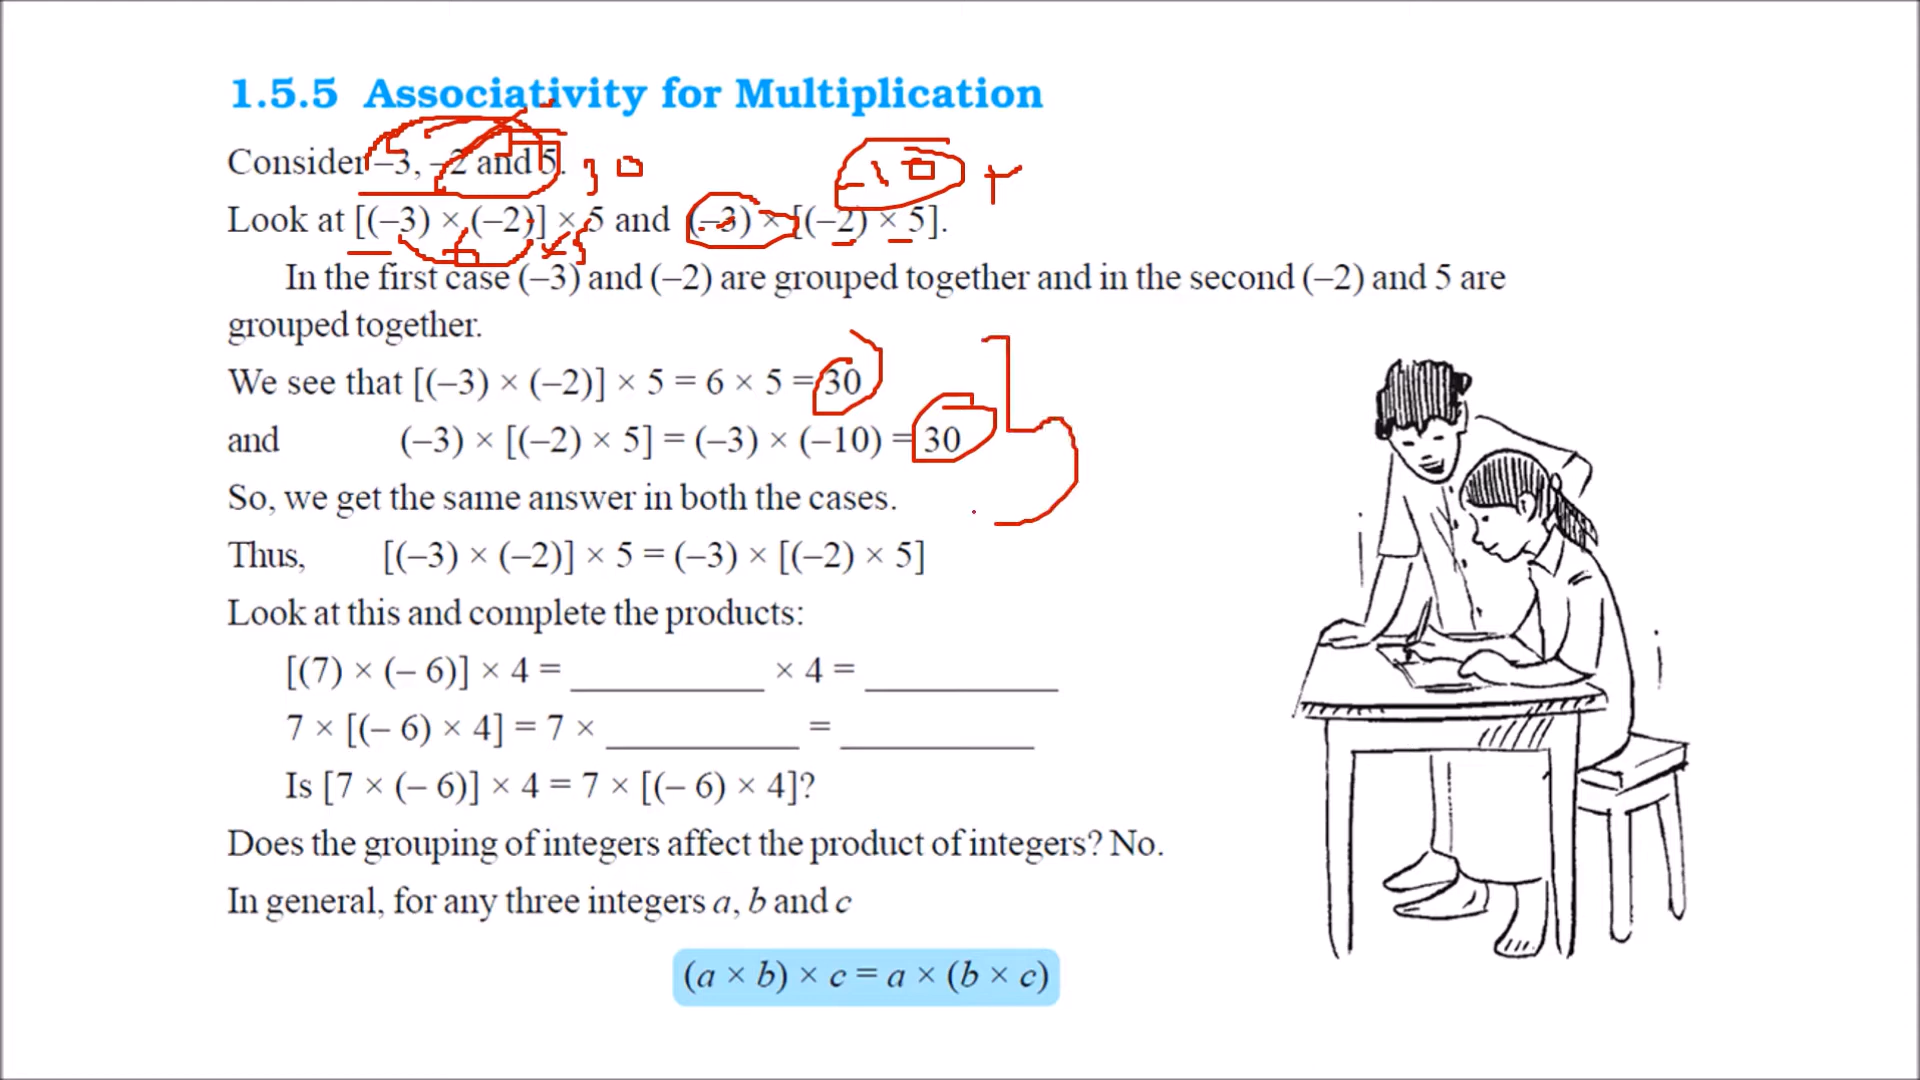 1.5.5 Associativity for Multiplication
Consider –3, –2 and 5.
Look at [(–3) × (–2)] × 5 and (–3) × [(–2) × 5].
In the first case (–3) and (–2) are grouped together and in the second (–2) and 5 are
grouped together.
We see that [(–3) × (–2)] × 5 = 6 × 5 = 30
and (–3) × [(–2) × 5] = (–3) × (–10) = 30
So, we get the same answer in both the cases.
Thus, [(–3) × (–2)] × 5 = (–3) × [(–2) × 5]
Look at this and complete the products:
[(7) × (– 6)] × 4 = __________ × 4 = __________
7 × [(– 6) × 4] = 7 × __________ = __________
Is [7 × (– 6)] × 4 = 7 × [(– 6) × 4]?
Does the grouping of integers affect the product of integers? No.
In general, for any three integers a, b and c
(a × b) × c = a × (b × c)